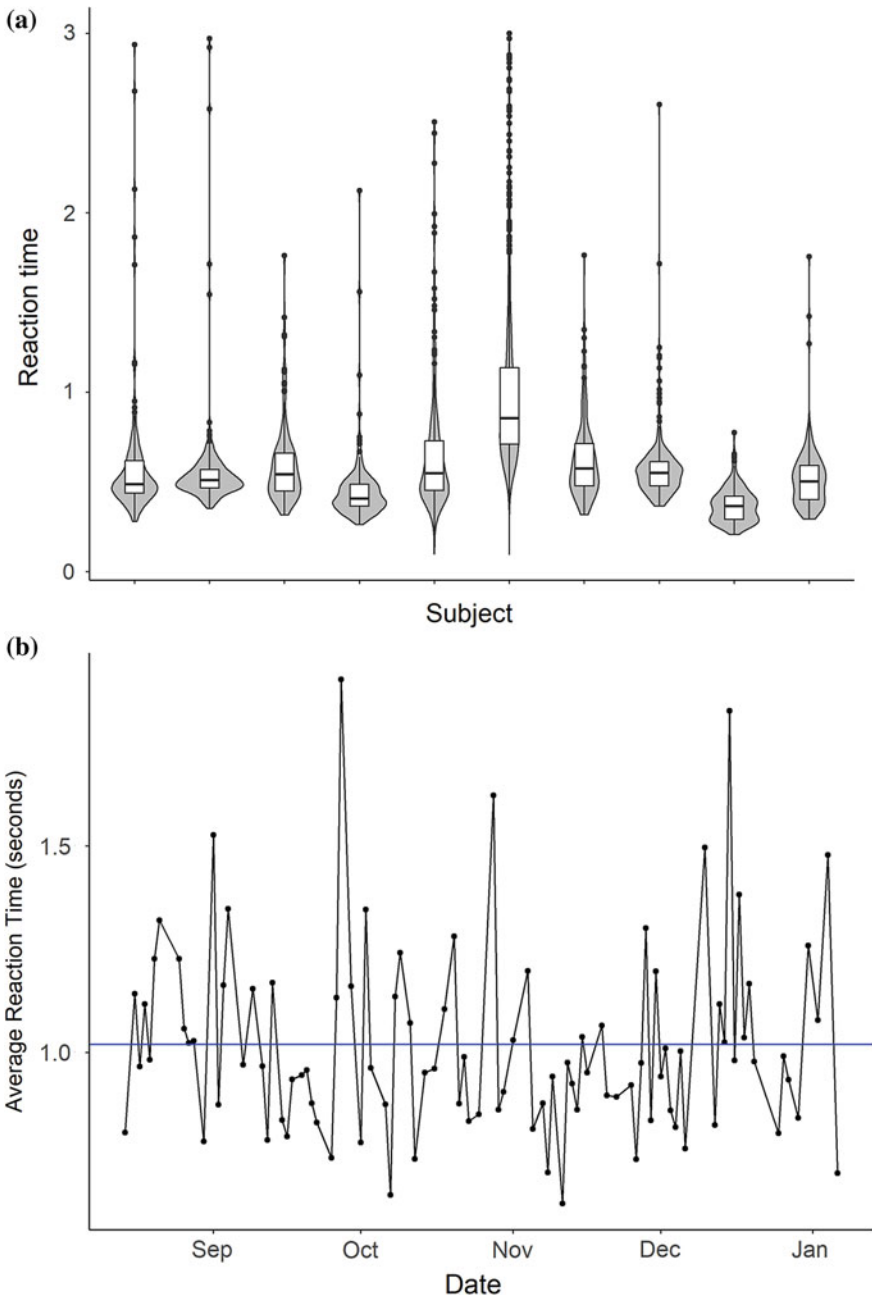 (a)
3
2
1
0
Reaction time
Subject
(b)
1.5
1.0
Average Reaction Time (seconds)
Sep Oct Nov Dec Jan
Date